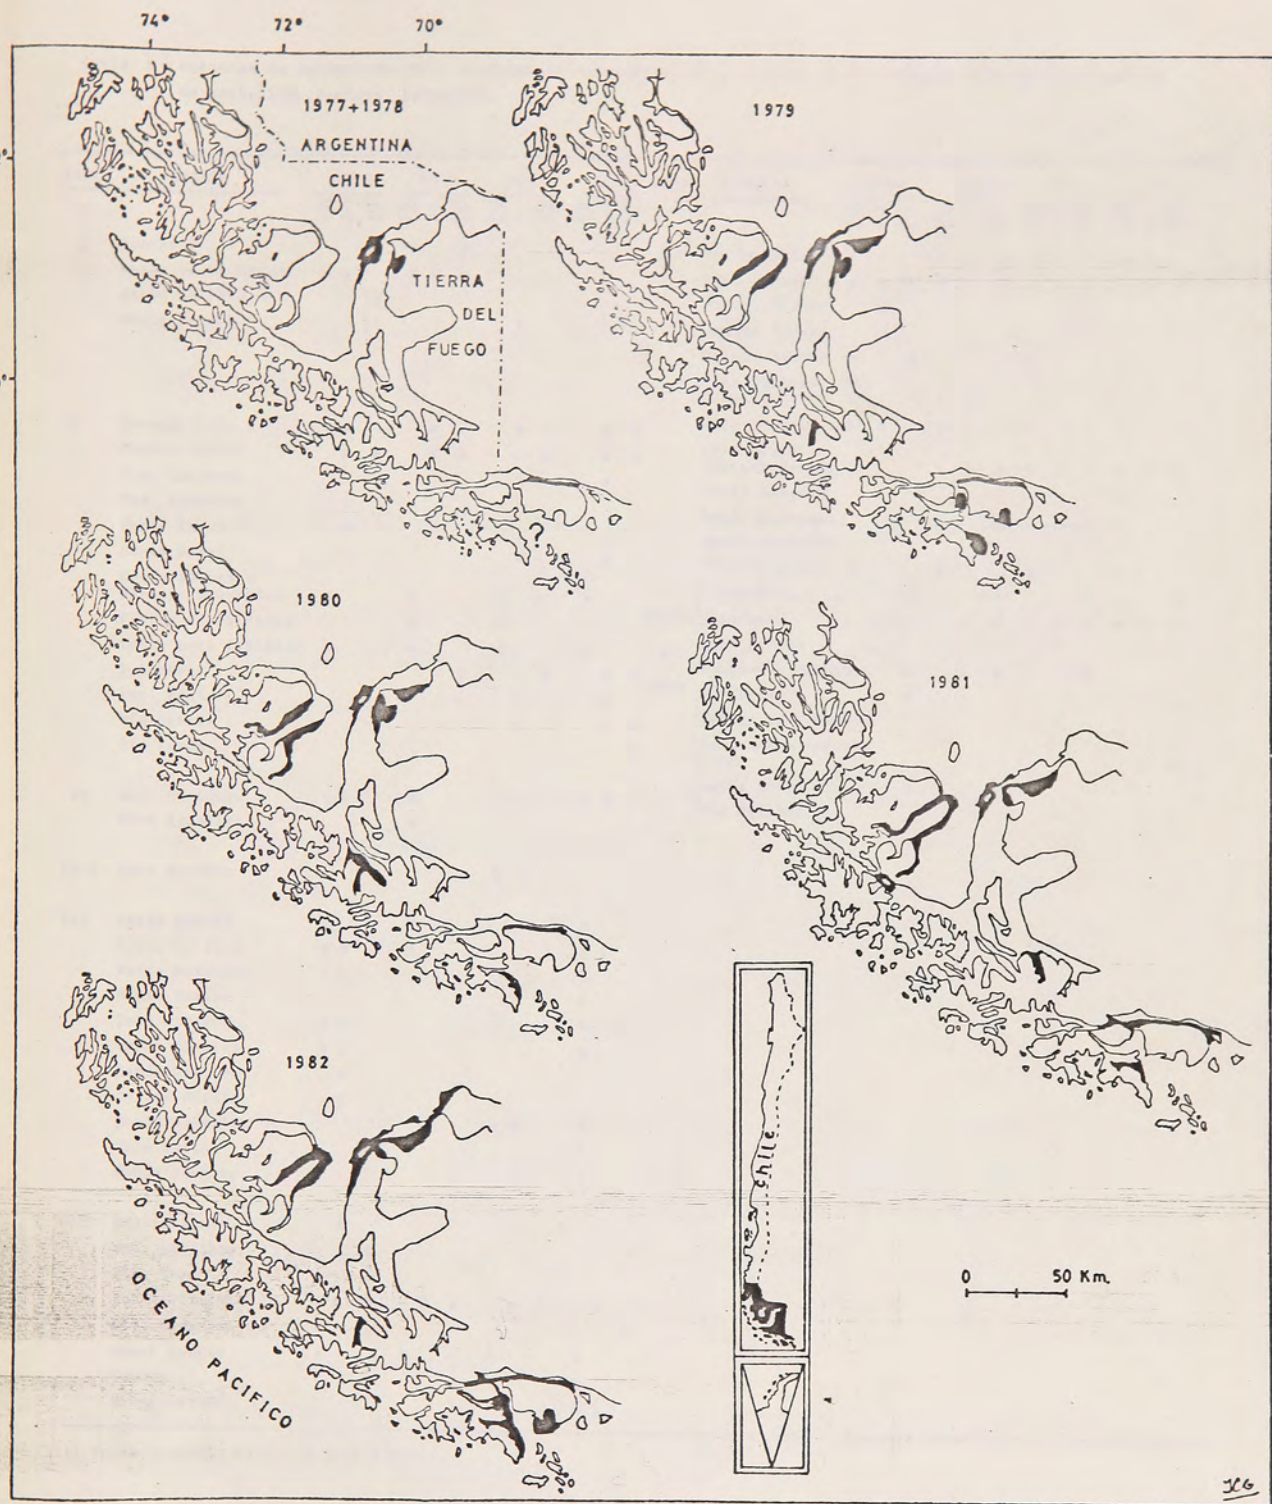 74° 72° 70°
1977+1978
ARGENTINA
CHILE
TIERRA
DEL
FUEGO
?
1979
1980
1981
1982
OCEANO PACIFICO
Chile
0 50 Km.